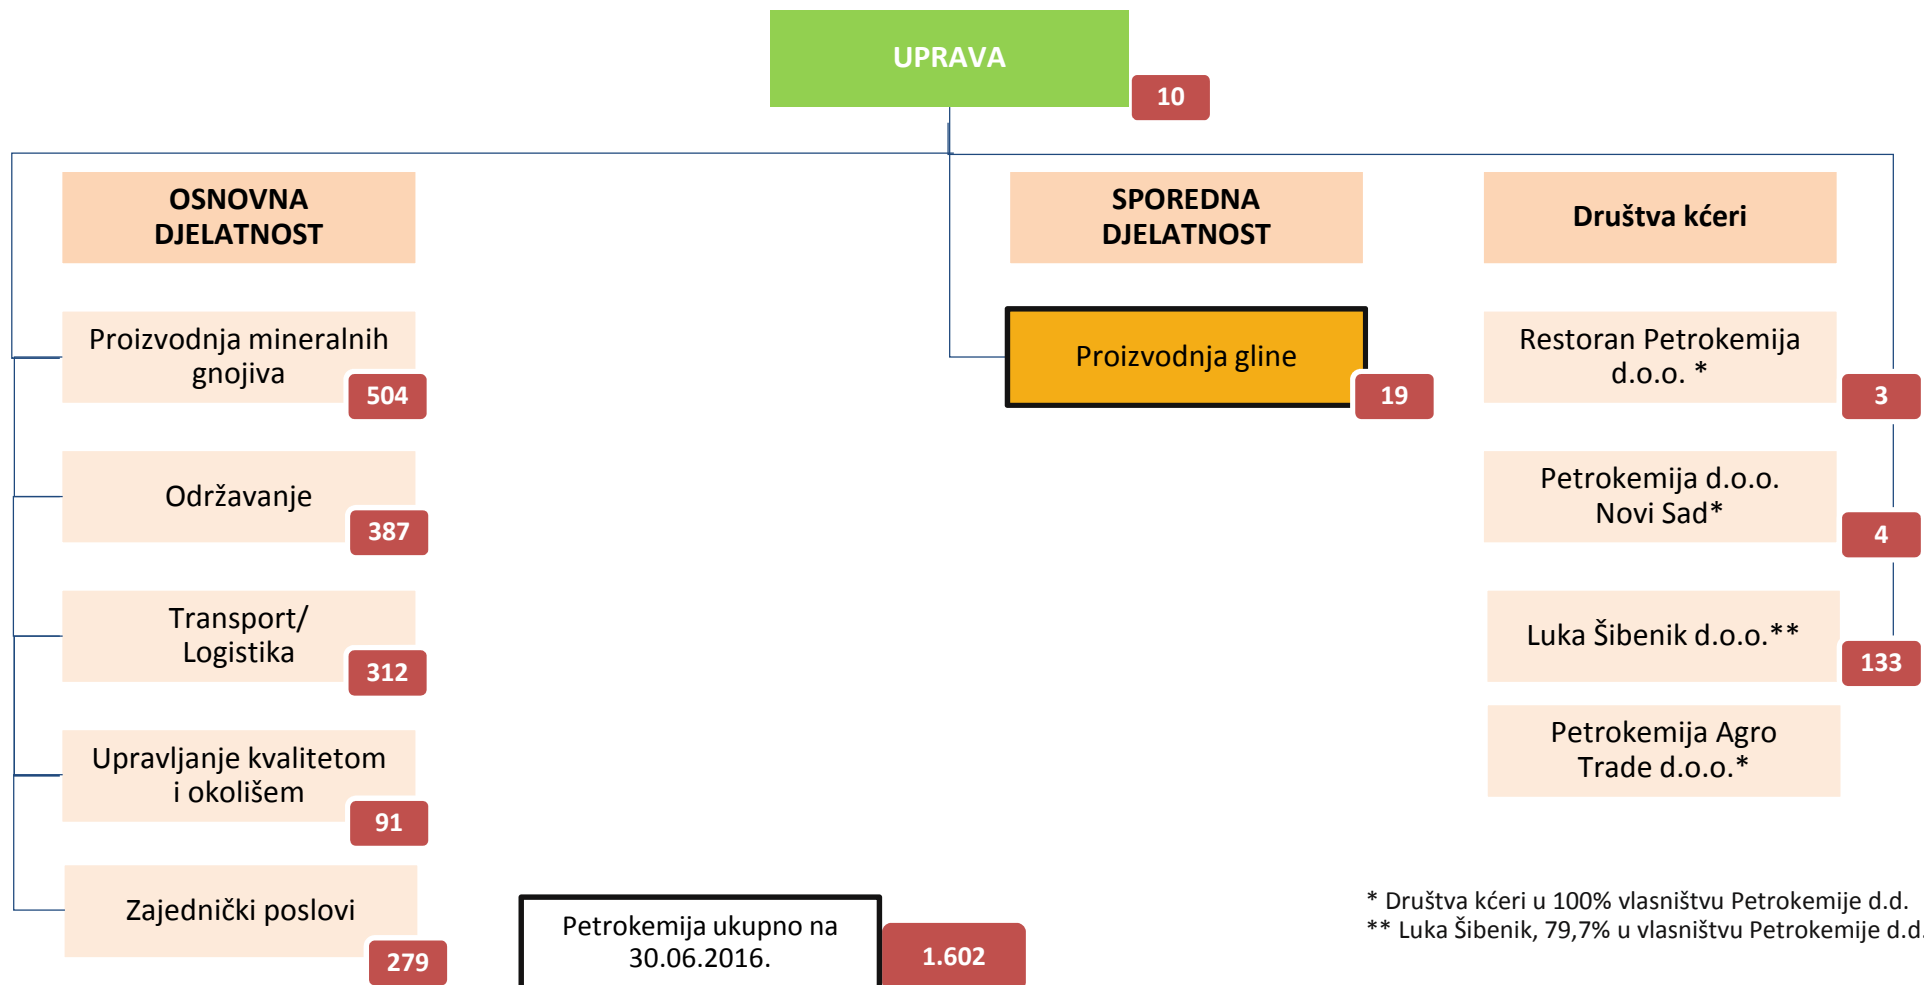 UPRAVA
10
OSNOVNA
DJELATNOST
Proizvodnja mineralnih
gnojiva
504
Održavanje
387
Transport/
Logistika
312
Upravljanje kvalitetom
i okolišem
91
Zajednički poslovi
279
SPOREDNA
DJELATNOST
Proizvodnja gline
19
Društva kćeri
Restoran Petrokemija
d.o.o. *
3
Petrokemija d.o.o.
Novi Sad*
4
Luka Šibenik d.o.o.**
133
Petrokemija Agro
Trade d.o.o.*
Petrokemija ukupno na
30.06.2016.
1.602
* Društva kćeri u 100% vlasništvu Petrokemije d.d.
** Luka Šibenik, 79,7% u vlasništvu Petrokemije d.d.